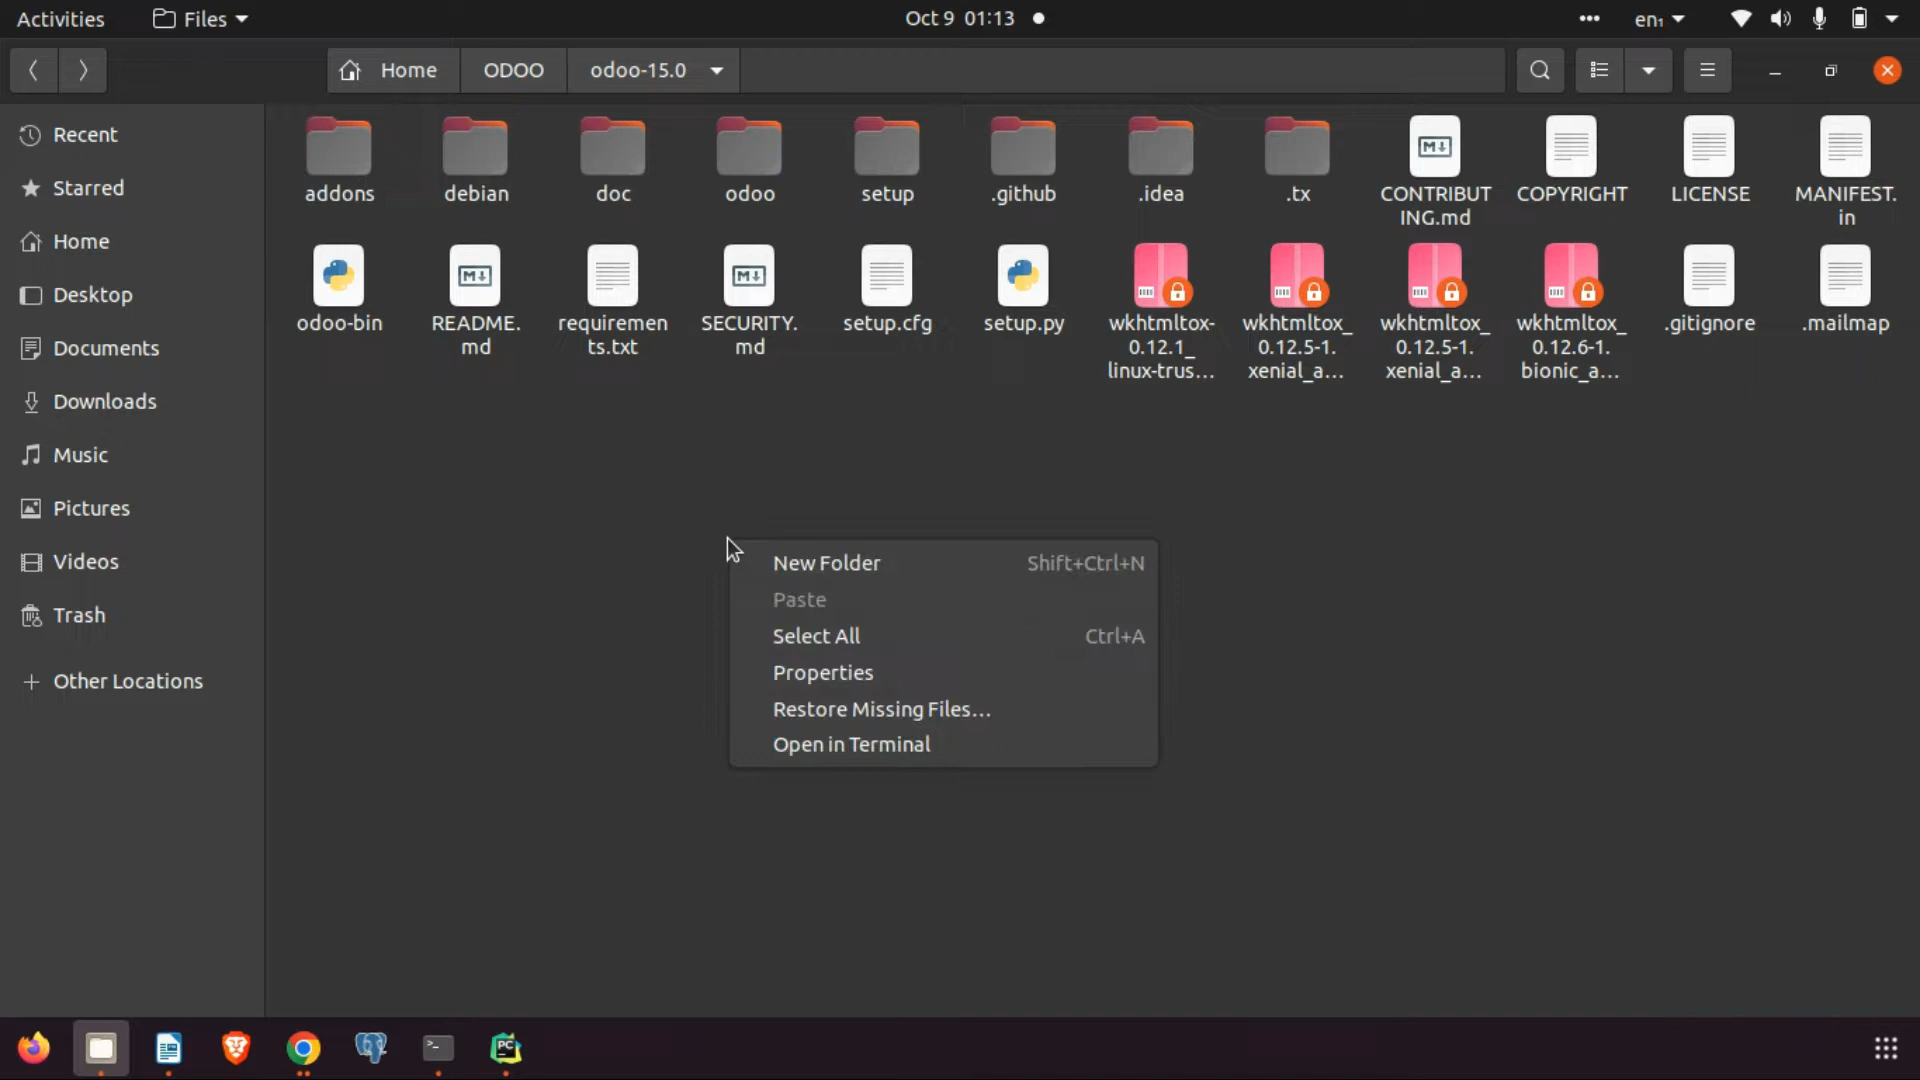 Activities Files Oct 9 01:13 en₁
Home ODOO odoo-15.0
Recent
Starred
Home
Desktop
Documents
Downloads
Music
Pictures
Videos
Trash
Other Locations
addons debian doc odoo setup .github .idea .tx CONTRIBUT COPYRIGHT LICENSE MANIFEST.
ING.md in
odoo-bin README. requiremen SECURITY. setup.cfg setup.py wkhtmltox- wkhtmltox_ wkhtmltox_ wkhtmltox_ .gitignore .mailmap
md ts.txt md 0.12.1_ 0.12.5-1. 0.12.5-1. 0.12.6-1.
linux-trus... xenial_a... xenial_a... bionic_a...
New Folder Shift+Ctrl+N
Paste
Select All Ctrl+A
Properties
Restore Missing Files...
Open in Terminal